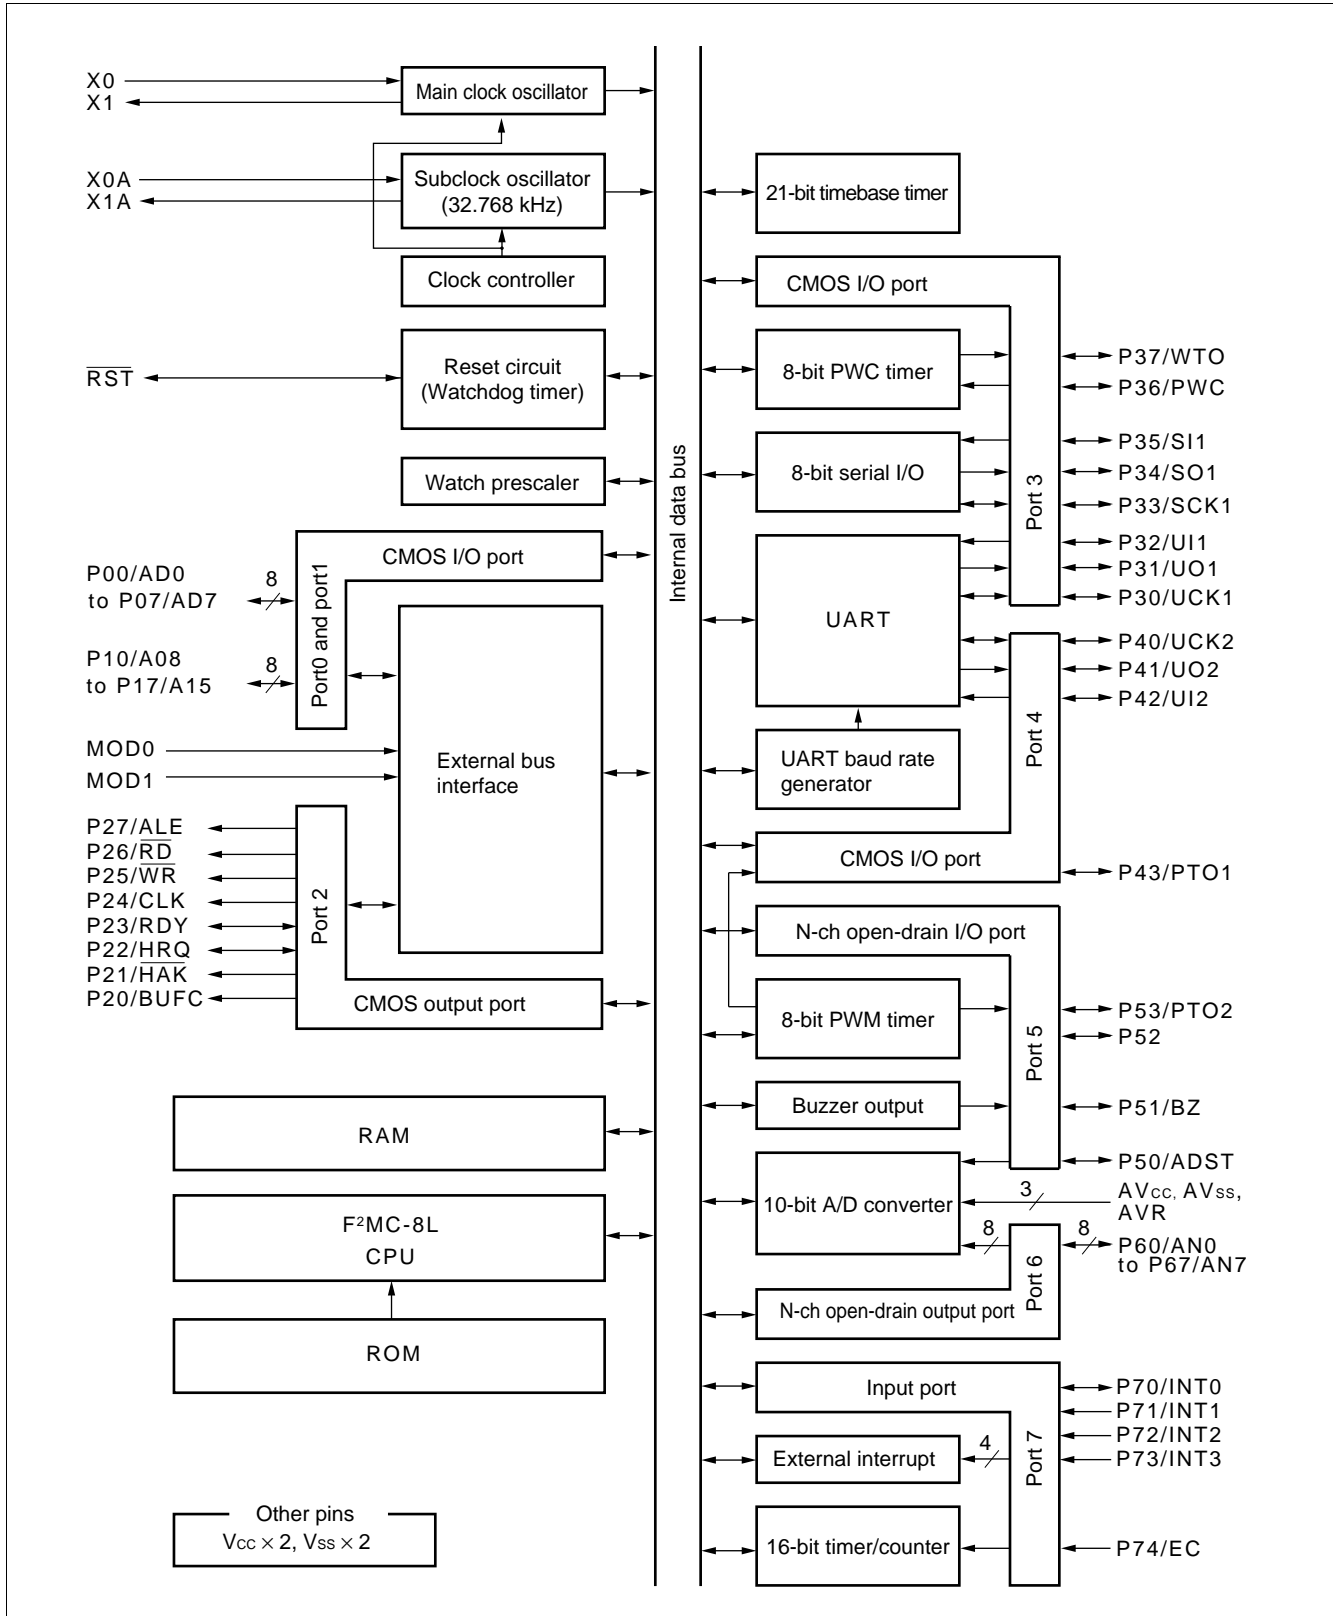 X0
X1
Main clock oscillator
X0A
X1A
Subclock oscillator
(32.768 kHz)
Clock controller
RST
Reset circuit
(Watchdog timer)
Watch prescaler
CMOS I/O port
Port0 and port1
P00/AD0
to P07/AD7
8
P10/A08
to P17/A15
8
MOD0
MOD1
External bus
interface
P27/ALE
P26/RD
P25/WR
P24/CLK
P23/RDY
P22/HRQ
P21/HAK
P20/BUFC
Port 2
CMOS output port
RAM
F²MC-8L
CPU
ROM
Other pins
Vcc × 2, Vss × 2
Internal data bus
21-bit timebase timer
CMOS I/O port
Port 3
8-bit PWC timer
P37/WTO
P36/PWC
8-bit serial I/O
P35/SI1
P34/SO1
P33/SCK1
UART
P32/UI1
P31/UO1
P30/UCK1
P40/UCK2
P41/UO2
P42/UI2
Port 4
UART baud rate
generator
CMOS I/O port
P43/PTO1
N-ch open-drain I/O port
Port 5
8-bit PWM timer
P53/PTO2
P52
Buzzer output
P51/BZ
P50/ADST
10-bit A/D converter
3
AVcc, AVss,
AVR
8
8
P60/AN0
to P67/AN7
Port 6
N-ch open-drain output port
Input port
Port 7
P70/INT0
P71/INT1
P72/INT2
P73/INT3
External interrupt
4
16-bit timer/counter
P74/EC